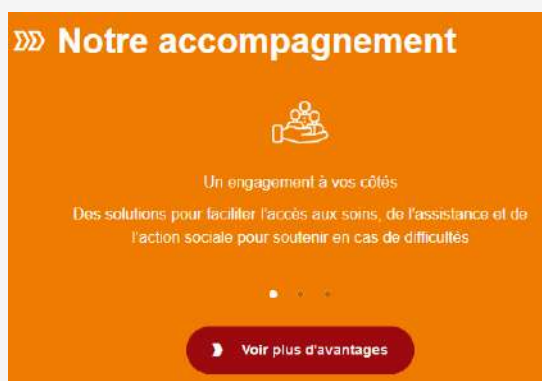 Notre accompagnement
Un engagement à vos côtés
Des solutions pour faciliter l'accès aux soins, de l'assistance et de
l'action sociale pour soutenir en cas de difficultés
Voir plus d'avantages